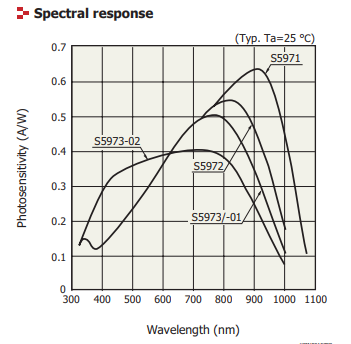 Spectral response
(Typ. Ta=25 °C)
0.7
S5971
0.6
0.5
S5973-02
0.4
S5972
0.3
S5973/-01
0.2
0.1
0
300 400 500 600 700 800 900 1000 1100
Photosensitivity (A/W)
Wavelength (nm)